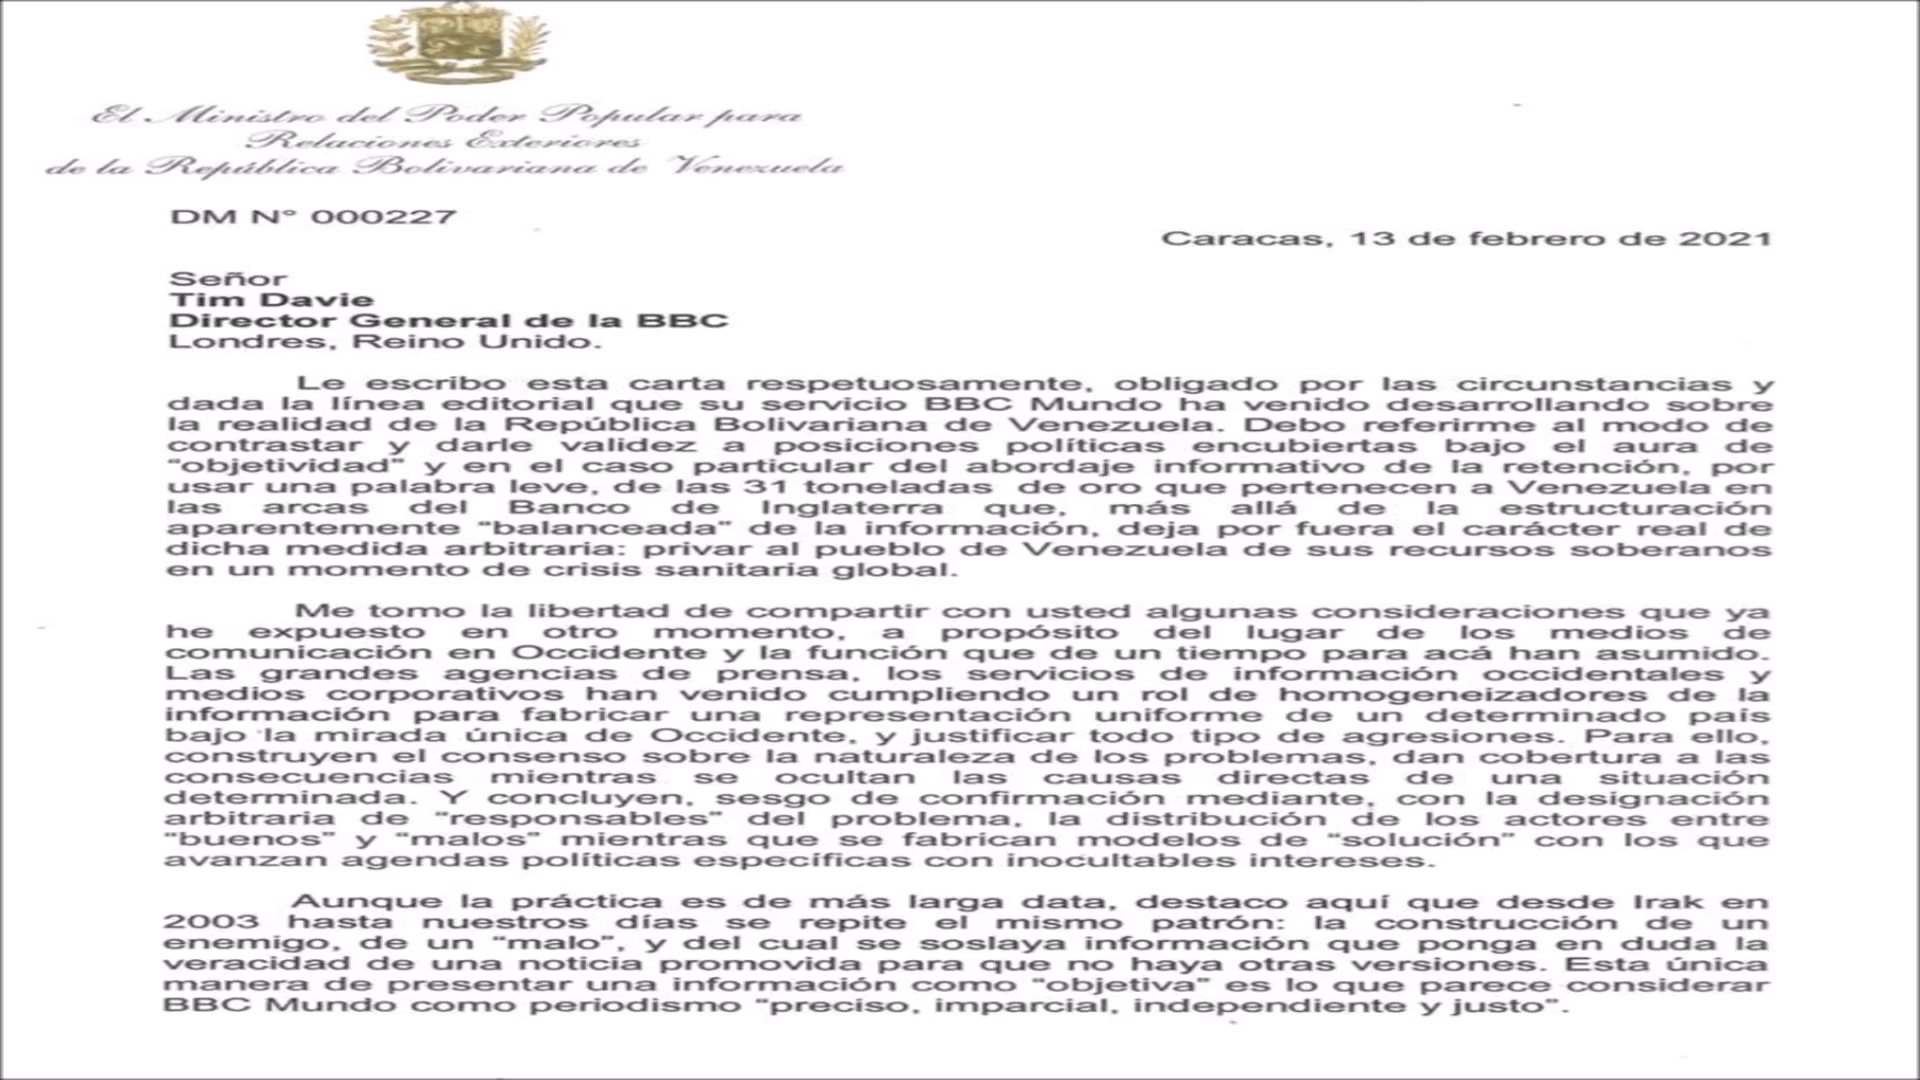 El Ministro del Poder Popular para
Relaciones Exteriores
de la República Bolivariana de Venezuela
DM N° 000227
Caracas, 13 de febrero de 2021
Señor
Tim Davie
Director General de la BBC
Londres, Reino Unido.
Le escribo esta carta respetuosamente, obligado por las circunstancias y
dada la línea editorial que su servicio BBC Mundo ha venido desarrollando sobre
la realidad de la República Bolivariana de Venezuela. Debo referirme al modo de
contrastar y darle validez a posiciones políticas encubiertas bajo el aura de
“objetividad” y en el caso particular del abordaje informativo de la retención, por
usar una palabra leve, de las 31 toneladas de oro que pertenecen a Venezuela en
las arcas del Banco de Inglaterra que, más allá de la estructuración
aparentemente “balanceada” de la información, deja por fuera el carácter real de
dicha medida arbitraria: privar al pueblo de Venezuela de sus recursos soberanos
en un momento de crisis sanitaria global.
Me tomo la libertad de compartir con usted algunas consideraciones que ya
he expuesto en otro momento, a propósito del lugar de los medios de
comunicación en Occidente y la función que de un tiempo para acá han asumido.
Las grandes agencias de prensa, los servicios de información occidentales y
medios corporativos han venido cumpliendo un rol de homogeneizadores de la
información para fabricar una representación uniforme de un determinado país
bajo la mirada única de Occidente, y justificar todo tipo de agresiones. Para ello,
construyen el consenso sobre la naturaleza de los problemas, dan cobertura a las
consecuencias mientras se ocultan las causas directas de una situación
determinada. Y concluyen, sesgo de confirmación mediante, con la designación
arbitraria de “responsables” del problema, la distribución de los actores entre
“buenos” y “malos” mientras que se fabrican modelos de “solución” con los que
avanzan agendas políticas específicas con inocultables intereses.
Aunque la práctica es de más larga data, destaco aquí que desde Irak en
2003 hasta nuestros días se repite el mismo patrón: la construcción de un
enemigo, de un “malo”, y del cual se soslaya información que ponga en duda la
veracidad de una noticia promovida para que no haya otras versiones. Esta única
manera de presentar una información como “objetiva” es lo que parece considerar
BBC Mundo como periodismo “preciso, imparcial, independiente y justo”.